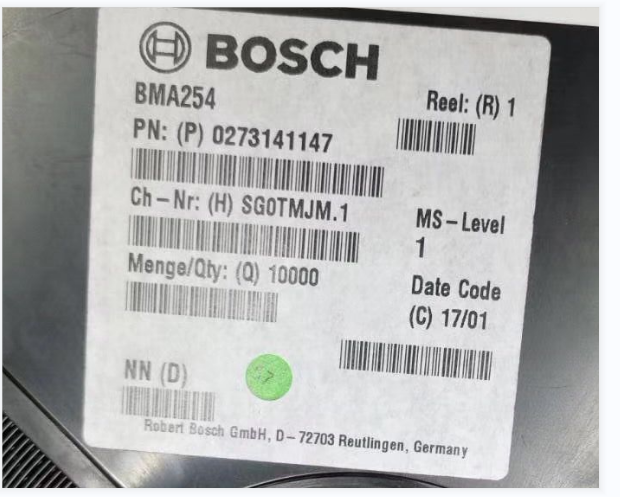 BOSCH
BMA254
Reel: (R) 1
PN: (P) 0273141147
Ch-Nr: (H) SG0TMJM.1
MS-Level
1
Menge/Qty: (Q) 10000
Date Code
(C) 17/01
NN (D)
Robert Bosch GmbH, D-72703 Reutlingen, Germany